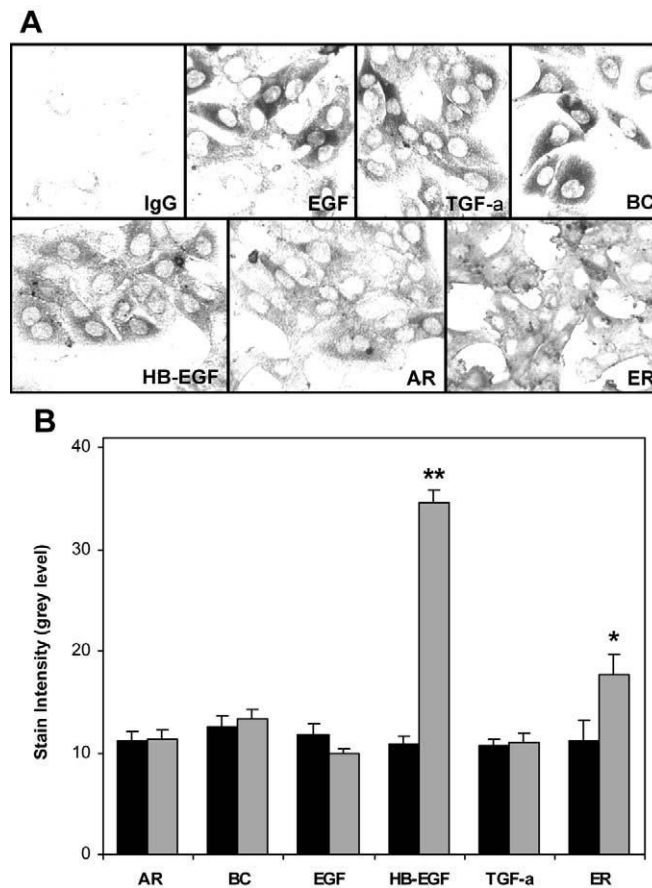 A
IgG
EGF
TGF-a
BC
HB-EGF
AR
ER
B
40
30
20
10
0
Stain Intensity (grey level)
**
*
AR BC EGF HB-EGF TGF-a ER